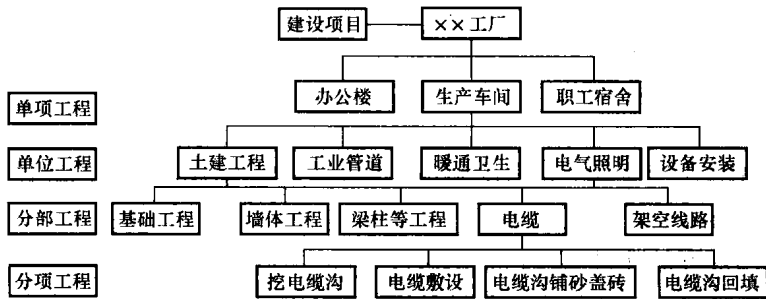 建设项目 ××工厂
办公楼 生产车间 职工宿舍
单项工程
单位工程 土建工程 工业管道 暖通卫生 电气照明 设备安装
分部工程 基础工程 墙体工程 梁柱等工程 电缆 架空线路
分项工程 挖电缆沟 电缆敷设 电缆沟铺砂盖砖 电缆沟回填